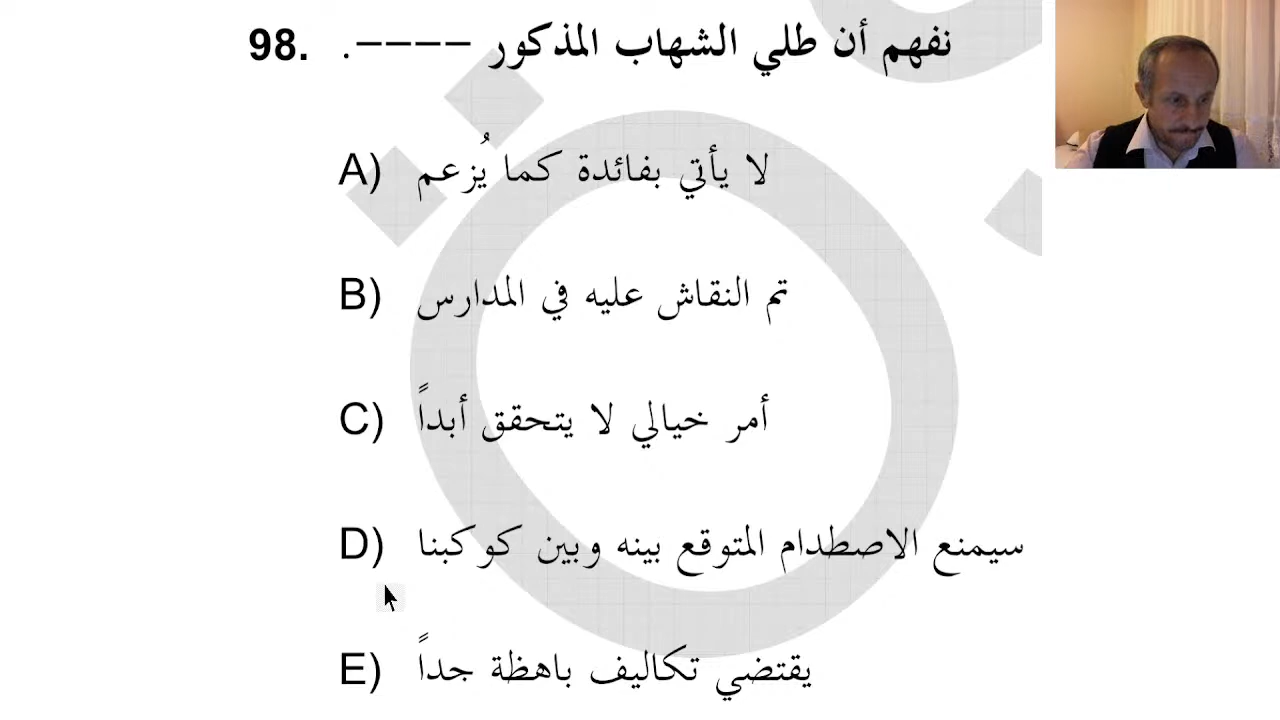 98. نفهم أن طلي الشهاب المذكور ---- .
A) لا يأتي بفائدة كما يُزعم
B) تم النقاش عليه في المدارس
C) أمر خيالي لا يتحقق أبداً
D) سيمنع الاصطدام المتوقع بينه وبين كوكبنا
E) يقتضي تكاليف باهظة جداً